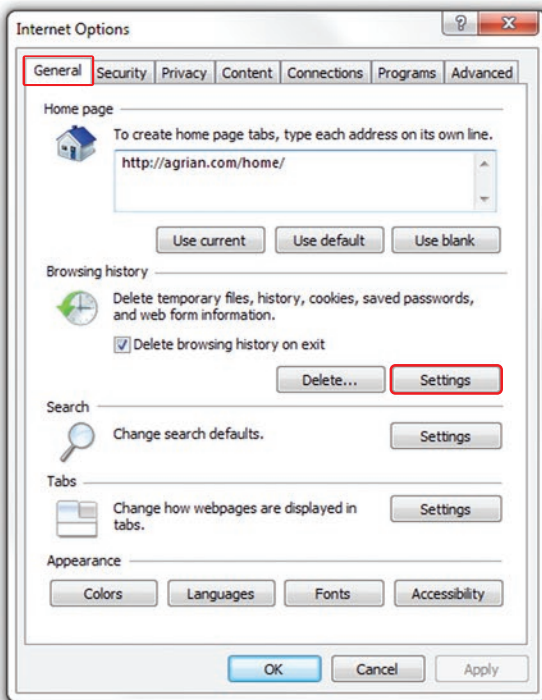 Internet Options
General Security Privacy Content Connections Programs Advanced
Home page
To create home page tabs, type each address on its own line.
http://agrian.com/home/
Use current Use default Use blank
Browsing history
Delete temporary files, history, cookies, saved passwords,
and web form information.
Delete browsing history on exit
Delete... Settings
Search
Change search defaults. Settings
Tabs
Change how webpages are displayed in Settings
tabs.
Appearance
Colors Languages Fonts Accessibility
OK Cancel Apply